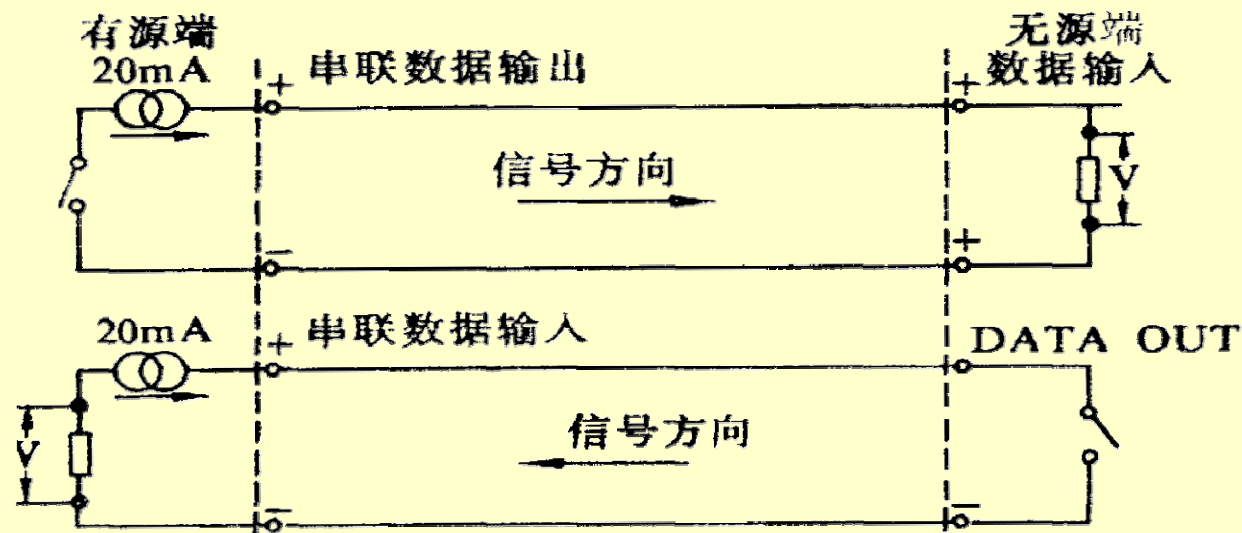 有源端
20mA
+ 串联数据输出
无源端
数据输入
+
信号方向
V
−
+
20mA
+ 串联数据输入
DATA OUT
V
信号方向
−
−